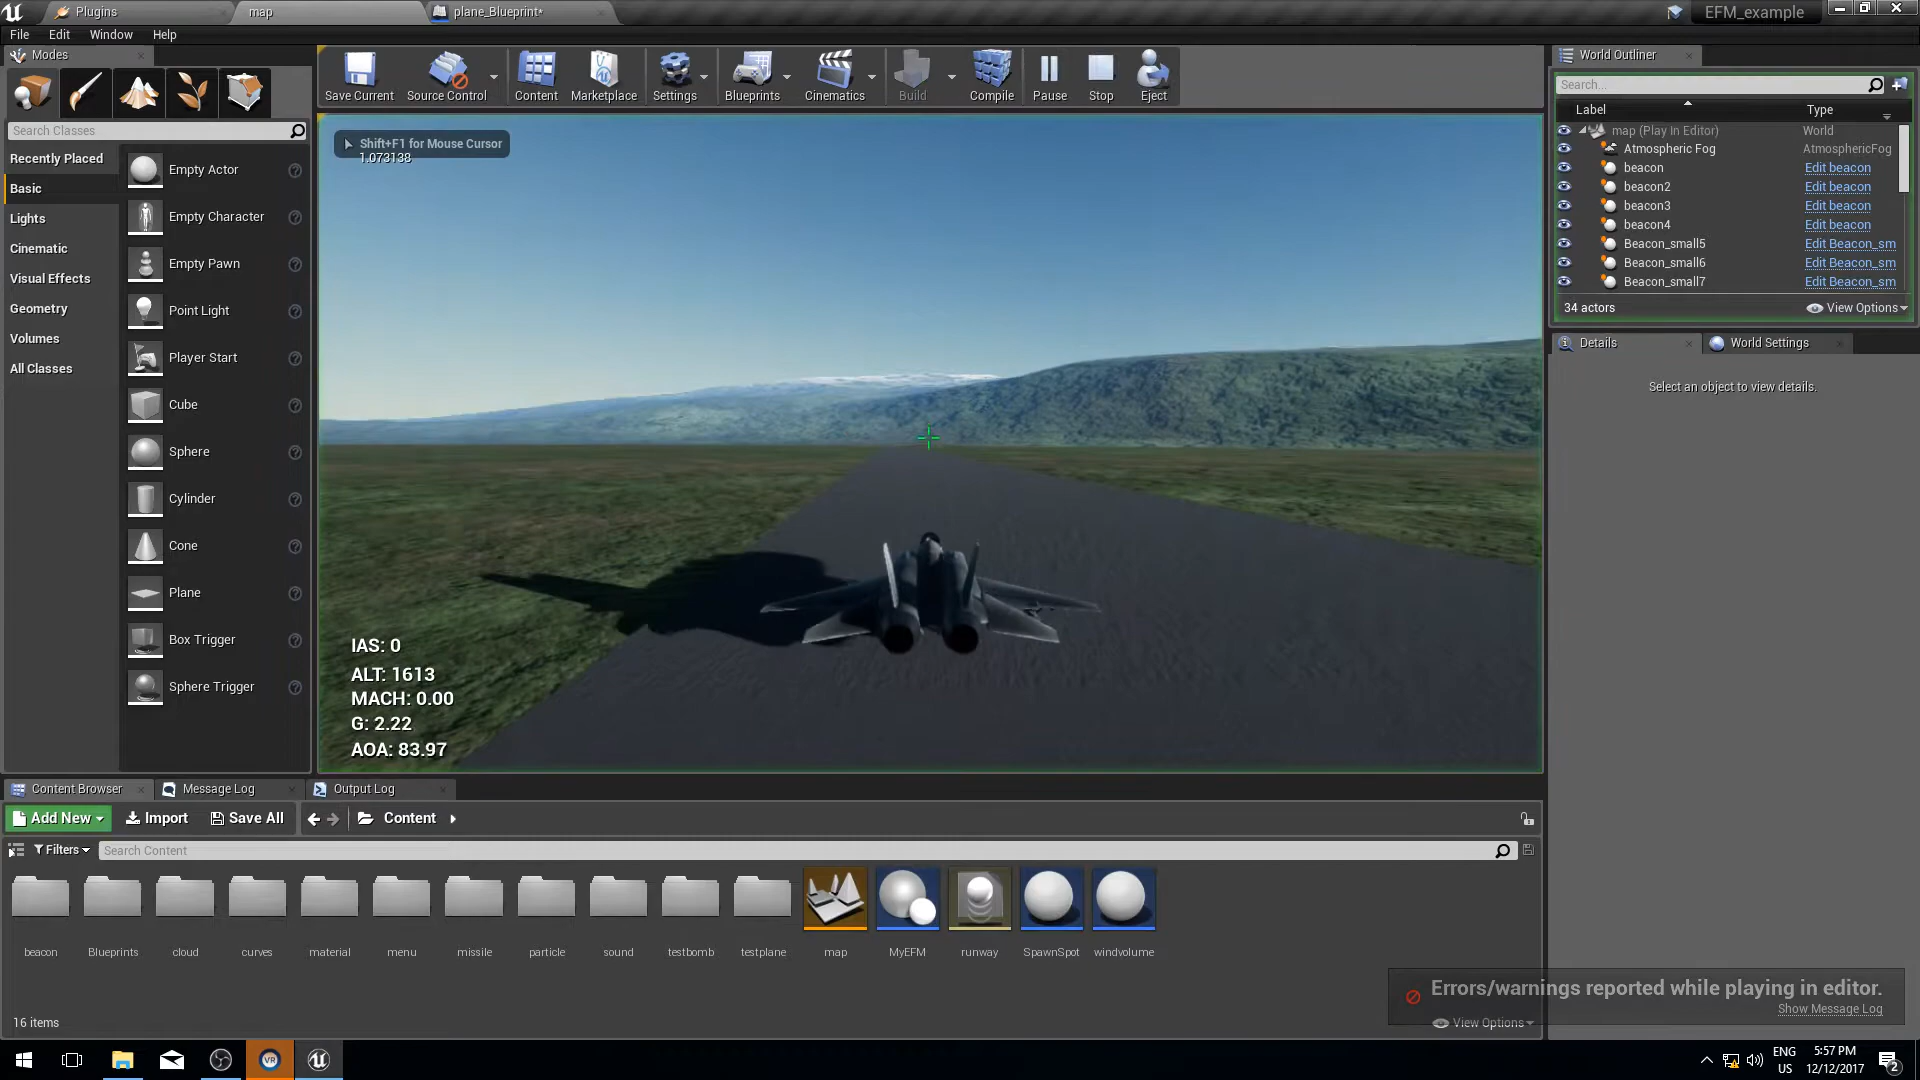 Plugins
map
plane_Blueprint*
EFM_example
File
Edit
Window
Help
Modes
Save Current
Source Control
Content
Marketplace
Settings
Blueprints
Cinematics
Build
Compile
Pause
Stop
Eject
Search Classes
Recently Placed
Basic
Lights
Cinematic
Visual Effects
Geometry
Volumes
All Classes
Empty Actor
Empty Character
Empty Pawn
Point Light
Player Start
Cube
Sphere
Cylinder
Cone
Plane
Box Trigger
Sphere Trigger
Shift+F1 for Mouse Cursor
1.073138
IAS: 0
ALT: 1613
MACH: 0.00
G: 2.22
AOA: 83.97
World Outliner
Search...
Label
Type
map (Play In Editor)
World
Atmospheric Fog
AtmosphericFog
beacon
Edit beacon
beacon2
Edit beacon
beacon3
Edit beacon
beacon4
Edit beacon
Beacon_small5
Edit Beacon_sm
Beacon_small6
Edit Beacon_sm
Beacon_small7
Edit Beacon_sm
34 actors
View Options
Details
World Settings
Select an object to view details.
Content Browser
Message Log
Output Log
Add New
Import
Save All
Content
Filters
Search Content
beacon
Blueprints
cloud
curves
material
menu
missile
particle
sound
testbomb
testplane
map
MyEFM
runway
SpawnSpot
windvolume
16 items
Errors/warnings reported while playing in editor.
Show Message Log
View Options
VR
ENG
US
5:57 PM
12/12/2017
2